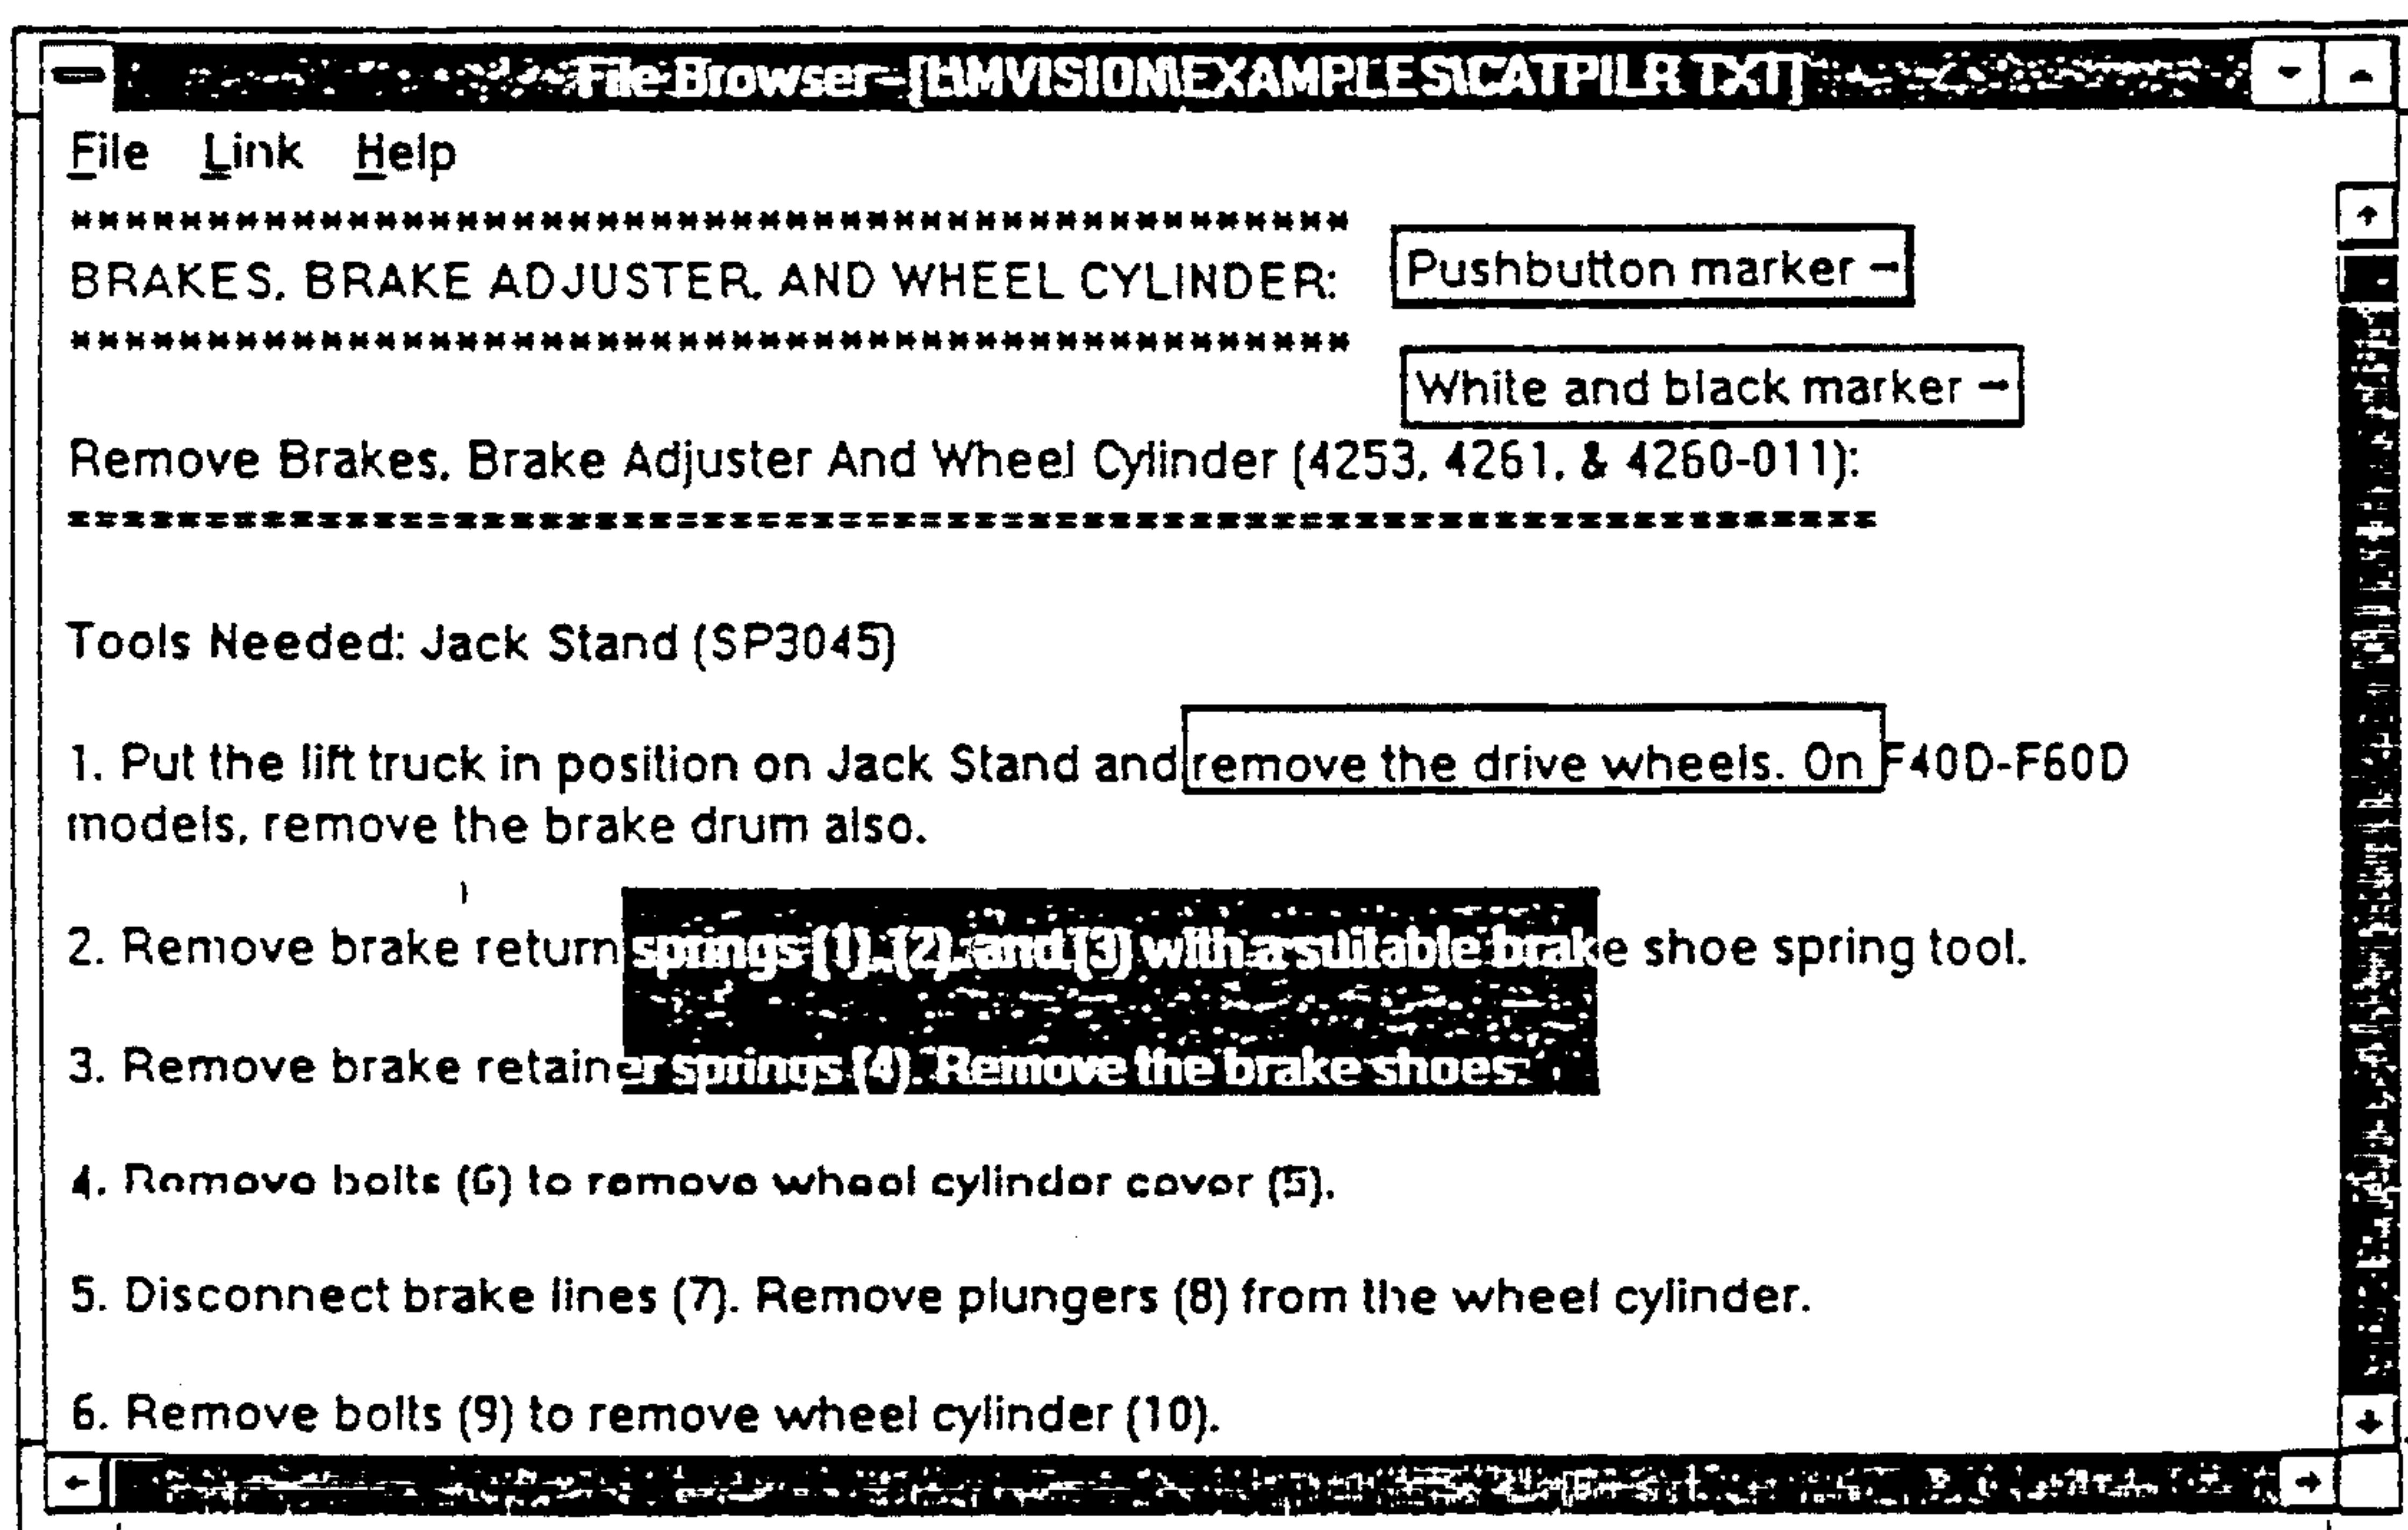 File Browser - [H:\MVISION\EXAMPLES\CATPILR.TXT]
File Link Help
***********************************************
BRAKES, BRAKE ADJUSTER, AND WHEEL CYLINDER:
Pushbutton marker →
***********************************************
White and black marker →
Remove Brakes, Brake Adjuster And Wheel Cylinder (4253, 4261, & 4260-011):
==================================================================
Tools Needed: Jack Stand (SP3045)
1. Put the lift truck in position on Jack Stand and remove the drive wheels. On F40D-F60D
models, remove the brake drum also.
2. Remove brake return springs (1), (2), and (3) with a suitable brake shoe spring tool.
3. Remove brake retainer springs (4). Remove the brake shoes.
4. Remove bolts (6) to remove wheel cylinder cover (5).
5. Disconnect brake lines (7). Remove plungers (8) from the wheel cylinder.
6. Remove bolts (9) to remove wheel cylinder (10).